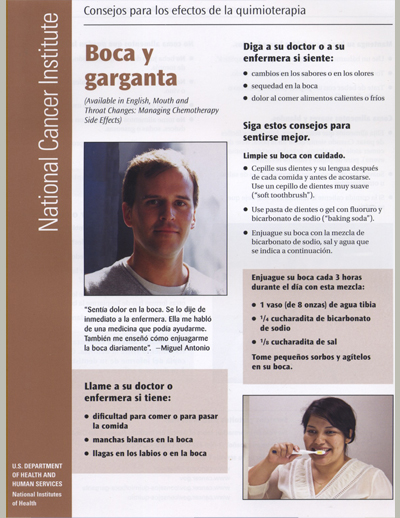 Consejos para los efectos de la quimioterapia
National Cancer Institute
Boca y
garganta
(Available in English, Mouth and
Throat Changes: Managing Chemotherapy
Side Effects)
"Sentía dolor en la boca. Se lo dije de
inmediato a la enfermera. Ella me habló
de una medicina que podía ayudarme.
También me enseñó cómo enjuagarme
la boca diariamente". –Miguel Antonio
Llame a su doctor o
enfermera si tiene:
• dificultad para comer o para pasar
la comida
• manchas blancas en la boca
• llagas en los labios o en la boca
Diga a su doctor o a su
enfermera si siente:
• cambios en los sabores o en los olores
• sequedad en la boca
• dolor al comer alimentos calientes o fríos
Siga estos consejos para
sentirse mejor.
Limpie su boca con cuidado.
• Cepille sus dientes y su lengua después
de cada comida y antes de acostarse.
Use un cepillo de dientes muy suave
("soft toothbrush").
• Use pasta de dientes o gel con fluoruro y
bicarbonato de sodio ("baking soda").
• Enjuague su boca con la mezcla de
bicarbonato de sodio, sal y agua que
se indica a continuación.
Enjuague su boca cada 3 horas
durante el día con esta mezcla:
• 1 vaso (de 8 onzas) de agua tibia
• 1/4 cucharadita de bicarbonato
de sodio
• 1/8 cucharadita de sal
Tome pequeños sorbos y agítelos
en su boca.
U.S. DEPARTMENT
OF HEALTH AND
HUMAN SERVICES
National Institutes
of Health